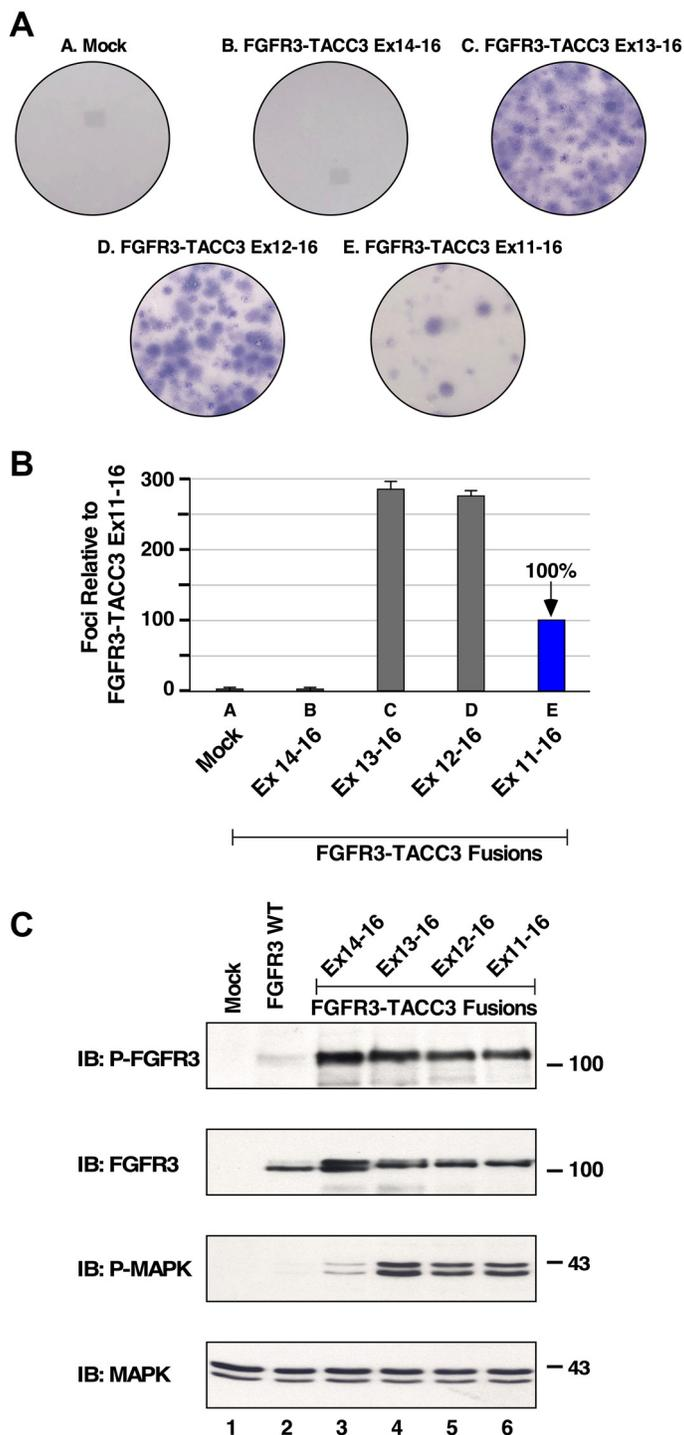 A
A. Mock
B. FGFR3-TACC3 Ex14-16
C. FGFR3-TACC3 Ex13-16
D. FGFR3-TACC3 Ex12-16
E. FGFR3-TACC3 Ex11-16
B
Foci Relative to
FGFR3-TACC3 Ex11-16
300
200
100
0
100%
A
B
C
D
E
Mock
Ex 14-16
Ex 13-16
Ex 12-16
Ex 11-16
FGFR3-TACC3 Fusions
C
Mock
FGFR3 WT
Ex14-16
Ex13-16
Ex12-16
Ex11-16
FGFR3-TACC3 Fusions
IB: P-FGFR3
100
IB: FGFR3
100
IB: P-MAPK
43
IB: MAPK
43
1 2 3 4 5 6